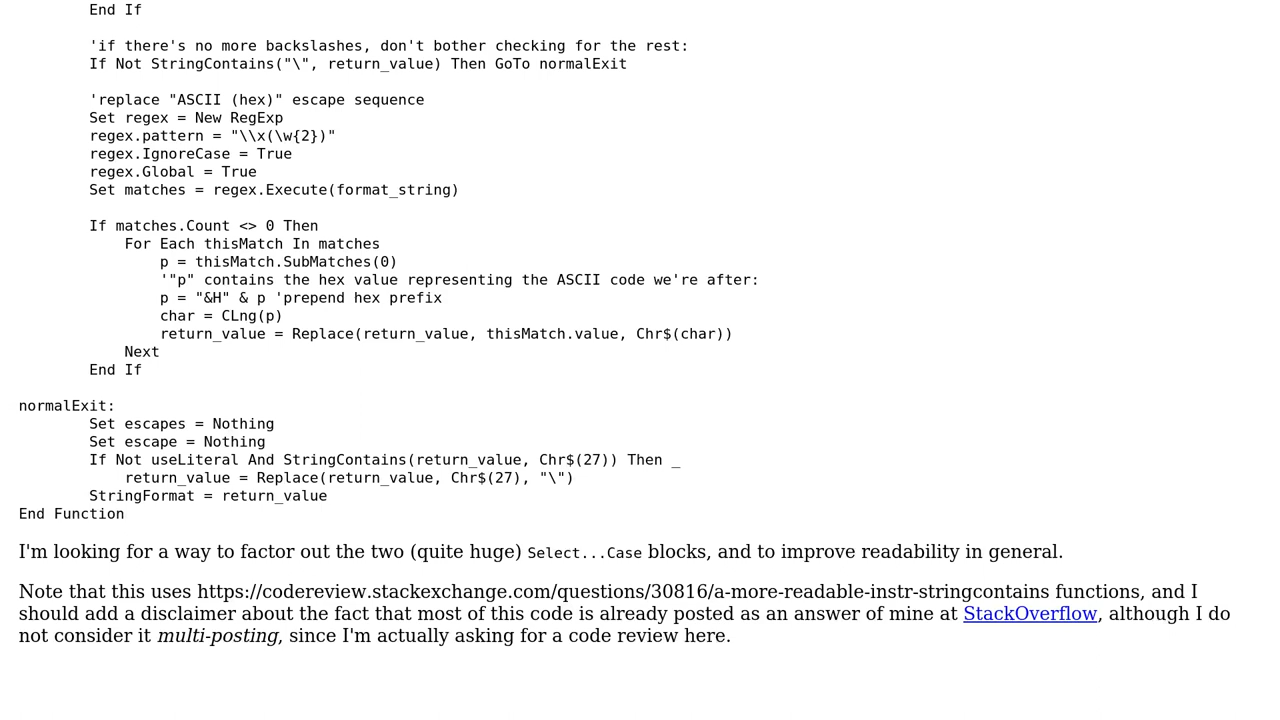 End If

        'if there's no more backslashes, don't bother checking for the rest:
        If Not StringContains("\", return_value) Then GoTo normalExit

        'replace "ASCII (hex)" escape sequence
        Set regex = New RegExp
        regex.pattern = "\\x(\w{2})"
        regex.IgnoreCase = True
        regex.Global = True
        Set matches = regex.Execute(format_string)

        If matches.Count <> 0 Then
            For Each thisMatch In matches
                p = thisMatch.SubMatches(0)
                '"p" contains the hex value representing the ASCII code we're after:
                p = "&H" & p 'prepend hex prefix
                char = CLng(p)
                return_value = Replace(return_value, thisMatch.value, Chr$(char))
            Next
        End If

normalExit:
        Set escapes = Nothing
        Set escape = Nothing
        If Not useLiteral And StringContains(return_value, Chr$(27)) Then _
            return_value = Replace(return_value, Chr$(27), "\")
        StringFormat = return_value
End Function

I'm looking for a way to factor out the two (quite huge) Select...Case blocks, and to improve readability in general.

Note that this uses https://codereview.stackexchange.com/questions/30816/a-more-readable-instr-stringcontains functions, and I
should add a disclaimer about the fact that most of this code is already posted as an answer of mine at StackOverflow, although I do
not consider it multi-posting, since I'm actually asking for a code review here.